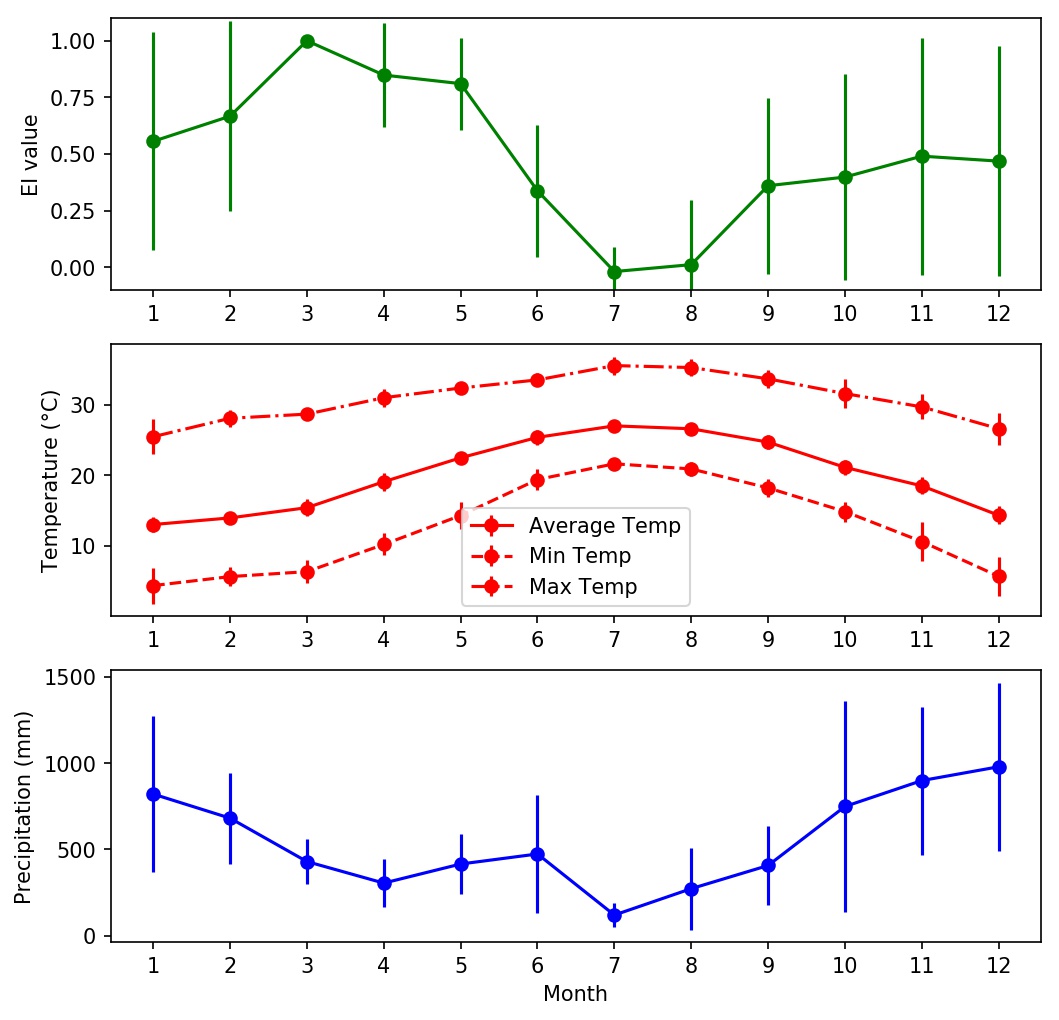 EI value
1.00
0.75
0.50
0.25
0.00
1 2 3 4 5 6 7 8 9 10 11 12
Temperature (°C)
30
20
10
Average Temp
Min Temp
Max Temp
1 2 3 4 5 6 7 8 9 10 11 12
Precipitation (mm)
1500
1000
500
0
1 2 3 4 5 6 7 8 9 10 11 12
Month